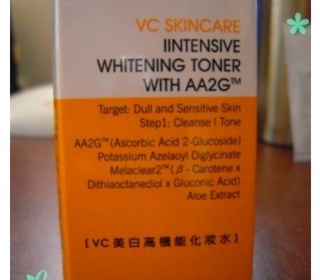 VC SKINCARE
IINTENSIVE
WHITENING TONER
WITH AA2G™
Target: Dull and Sensitive Skin
Step1: Cleanse | Tone
AA2G™ (Ascorbic Acid 2-Glucoside)
Potassium Azelaoyl Diglycinate
Melaclear2™ (β - Carotene x
Dithiaoctanediol x Gluconic Acid)
Aloe Extract
[VC美白高機能化妝水]